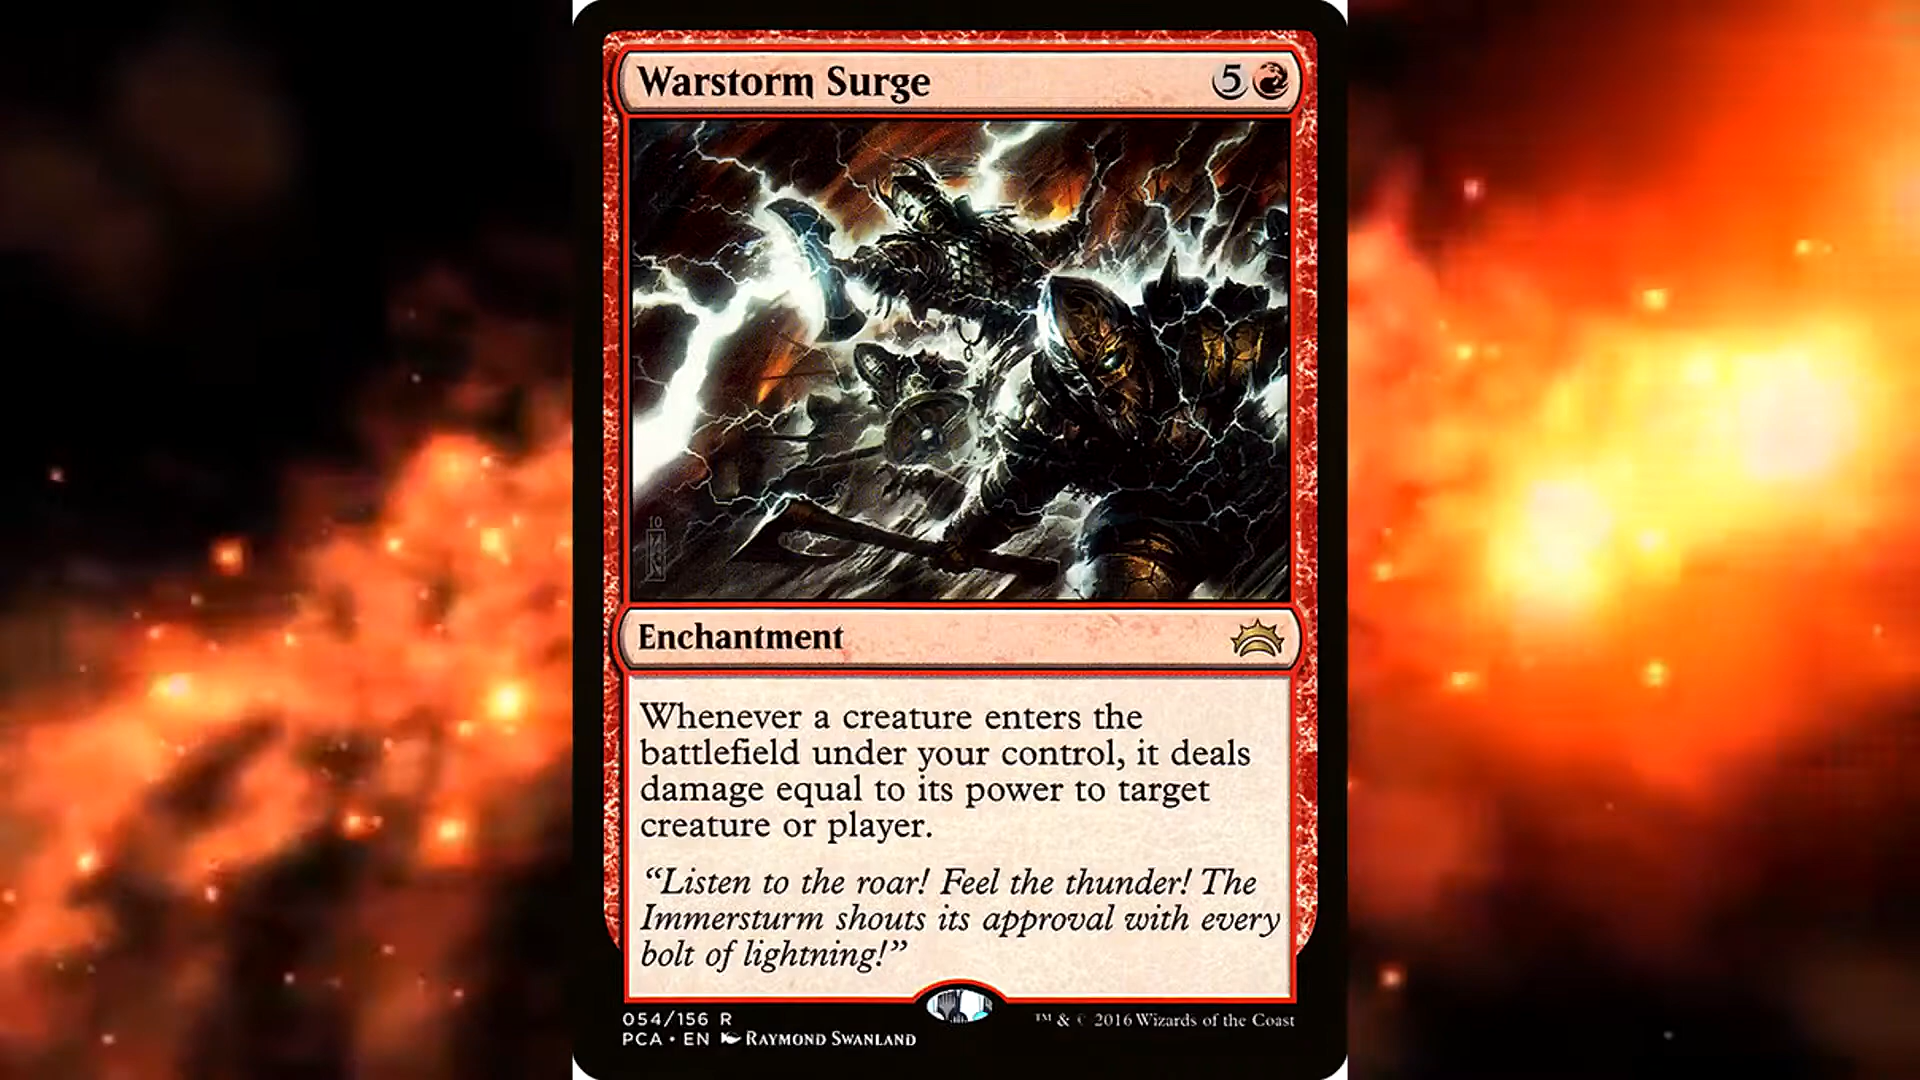 Warstorm Surge 5
10
Enchantment
Whenever a creature enters the
battlefield under your control, it deals
damage equal to its power to target
creature or player.
“Listen to the roar! Feel the thunder! The
Immersturm shouts its approval with every
bolt of lightning!”
054/156 R
PCA • EN Raymond Swanland
™ & © 2016 Wizards of the Coast